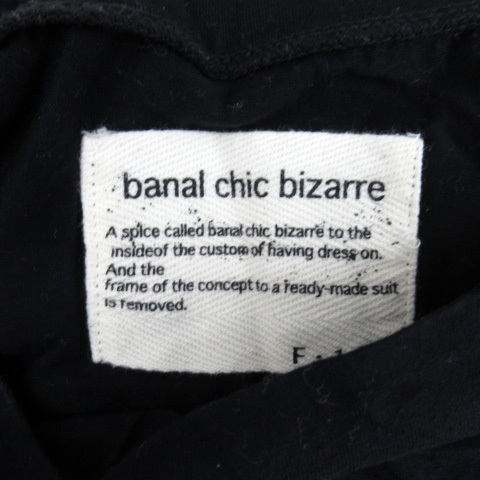 banal chic bizarre
A spice called banal chic bizarre to the
insideof the custom of having dress on.
And the
frame of the concept to a ready-made suit
is removed.
F